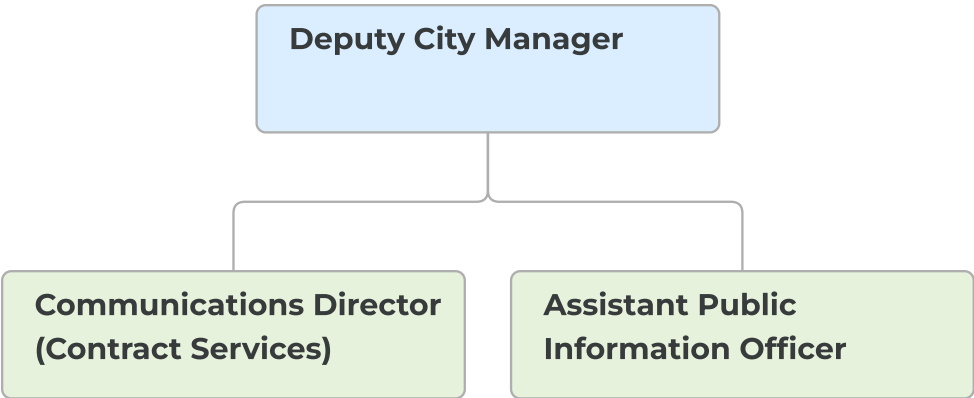 Deputy City Manager
Communications Director
(Contract Services)
Assistant Public
Information Officer